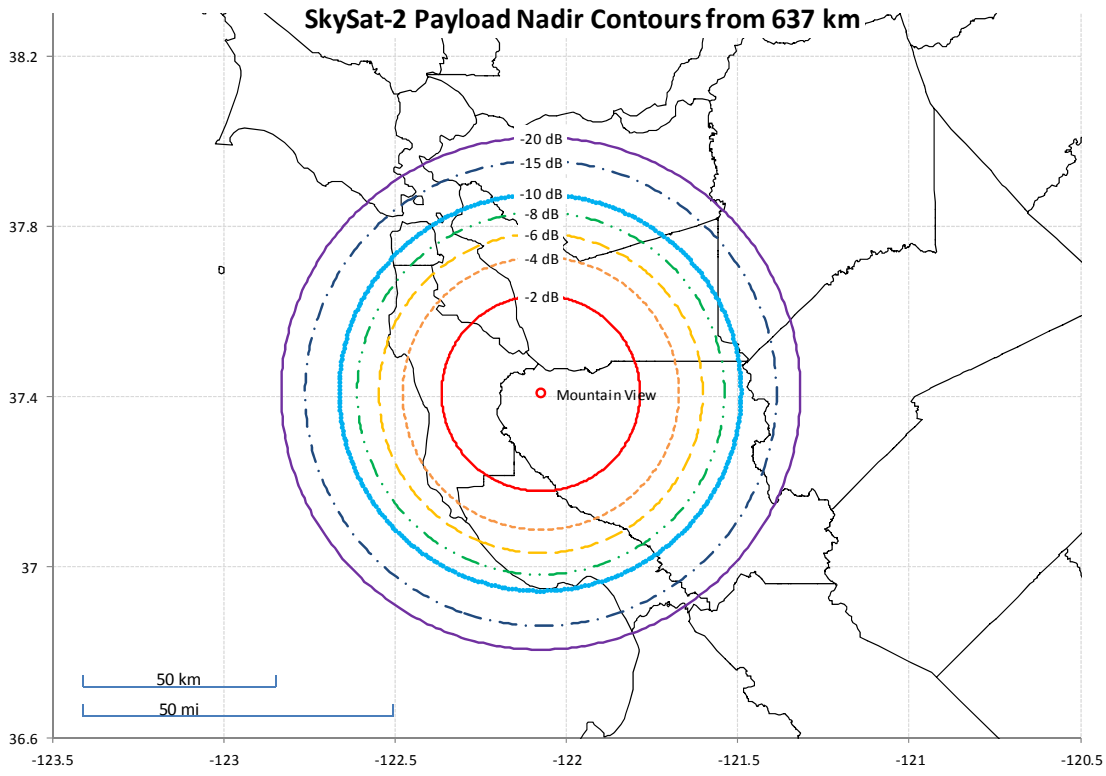 SkySat-2 Payload Nadir Contours from 637 km
38.2
-20 dB
-15 dB
-10 dB
-8 dB
37.8
-6 dB
-4 dB
-2 dB
37.4
Mountain View
37
50 km
50 mi
36.6
-123.5
-123
-122.5
-122
-121.5
-121
-120.5